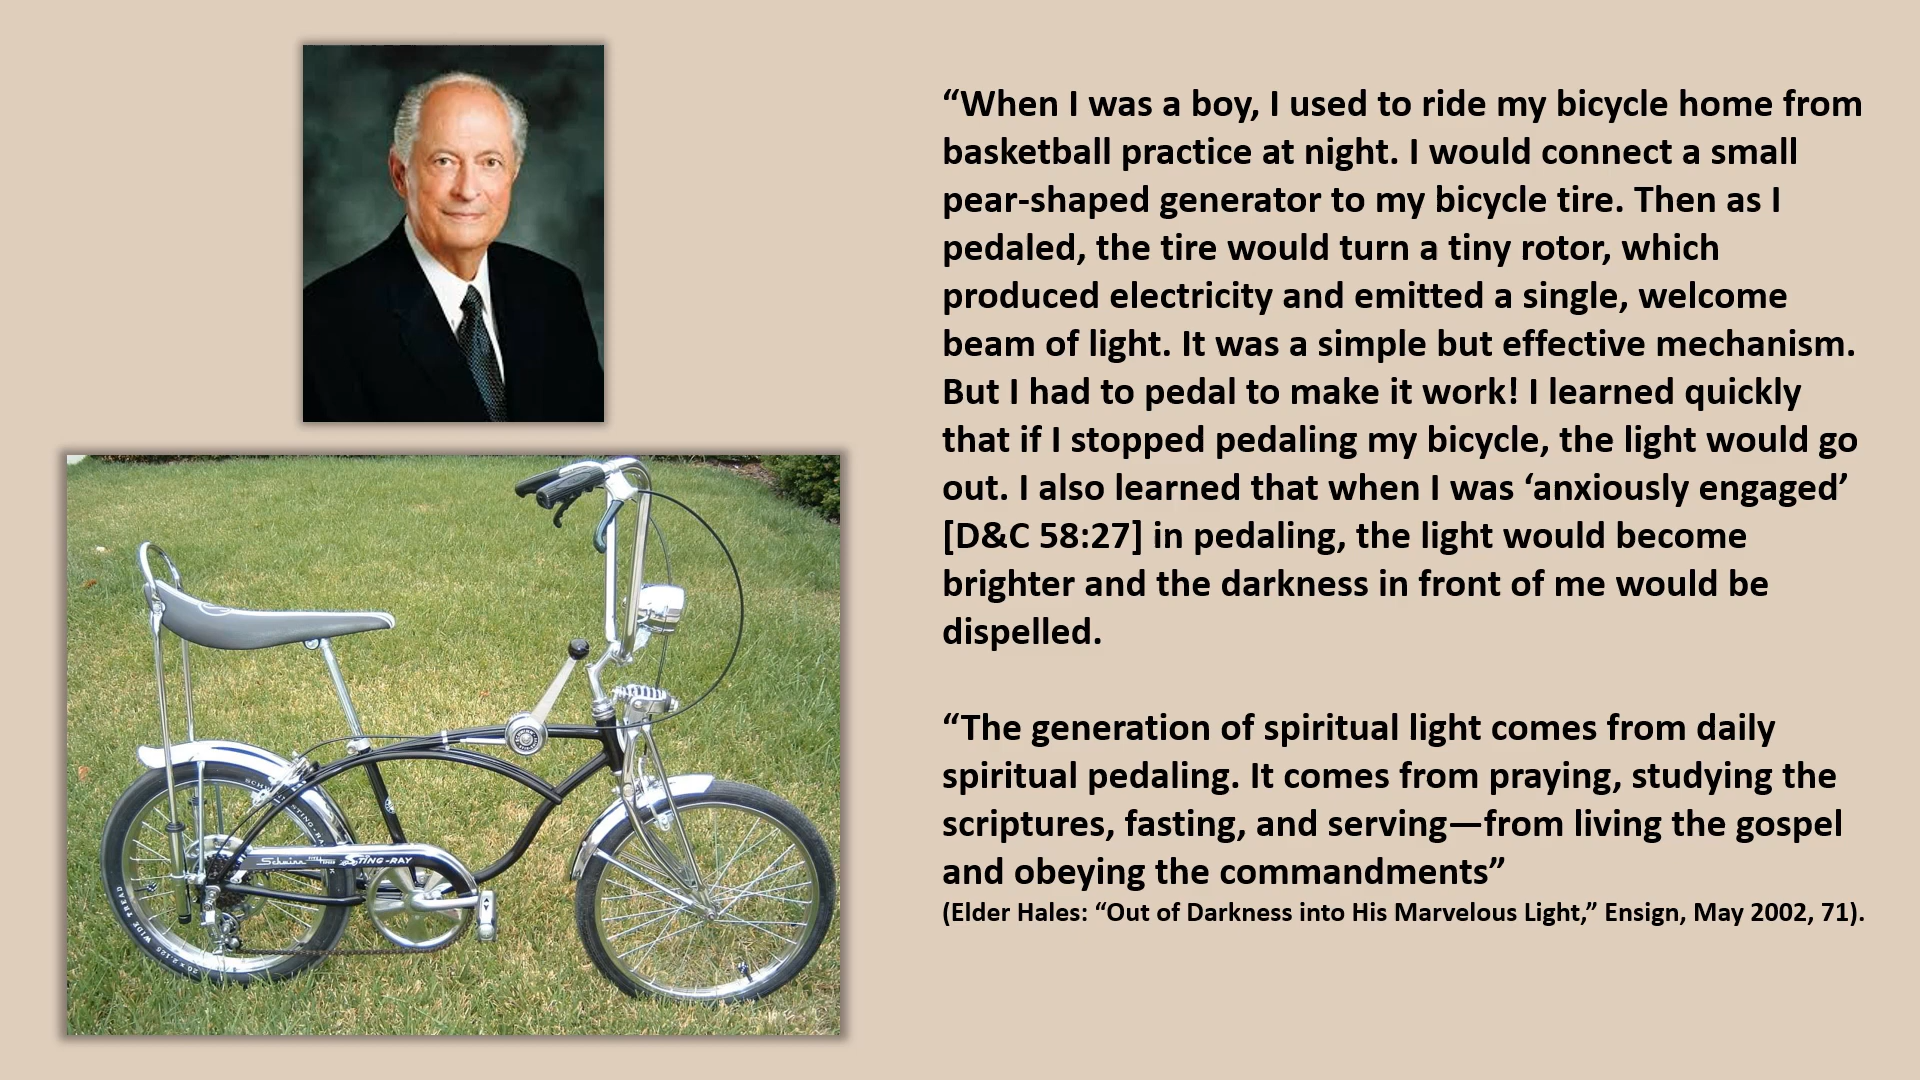 “When I was a boy, I used to ride my bicycle home from
basketball practice at night. I would connect a small
pear-shaped generator to my bicycle tire. Then as I
pedaled, the tire would turn a tiny rotor, which
produced electricity and emitted a single, welcome
beam of light. It was a simple but effective mechanism.
But I had to pedal to make it work! I learned quickly
that if I stopped pedaling my bicycle, the light would go
out. I also learned that when I was ‘anxiously engaged’
[D&C 58:27] in pedaling, the light would become
brighter and the darkness in front of me would be
dispelled.
“The generation of spiritual light comes from daily
spiritual pedaling. It comes from praying, studying the
scriptures, fasting, and serving—from living the gospel
and obeying the commandments”
(Elder Hales: “Out of Darkness into His Marvelous Light,” Ensign, May 2002, 71).
Schwinn STING-RAY
WIDE TREAD
20 x 2.125
STING-RAY